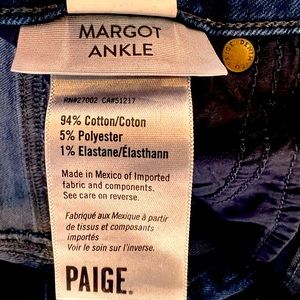 MARGOT
ANKLE
RN#27002 CA#51217
94% Cotton/Coton
5% Polyester
1% Elastane/Élasthann
Made in Mexico of Imported
fabric and components.
See care on reverse.
Fabriqué aux Mexique à partir
de tissus et composants
importés
Voir le soin sur l'inverse.
PAIGE.